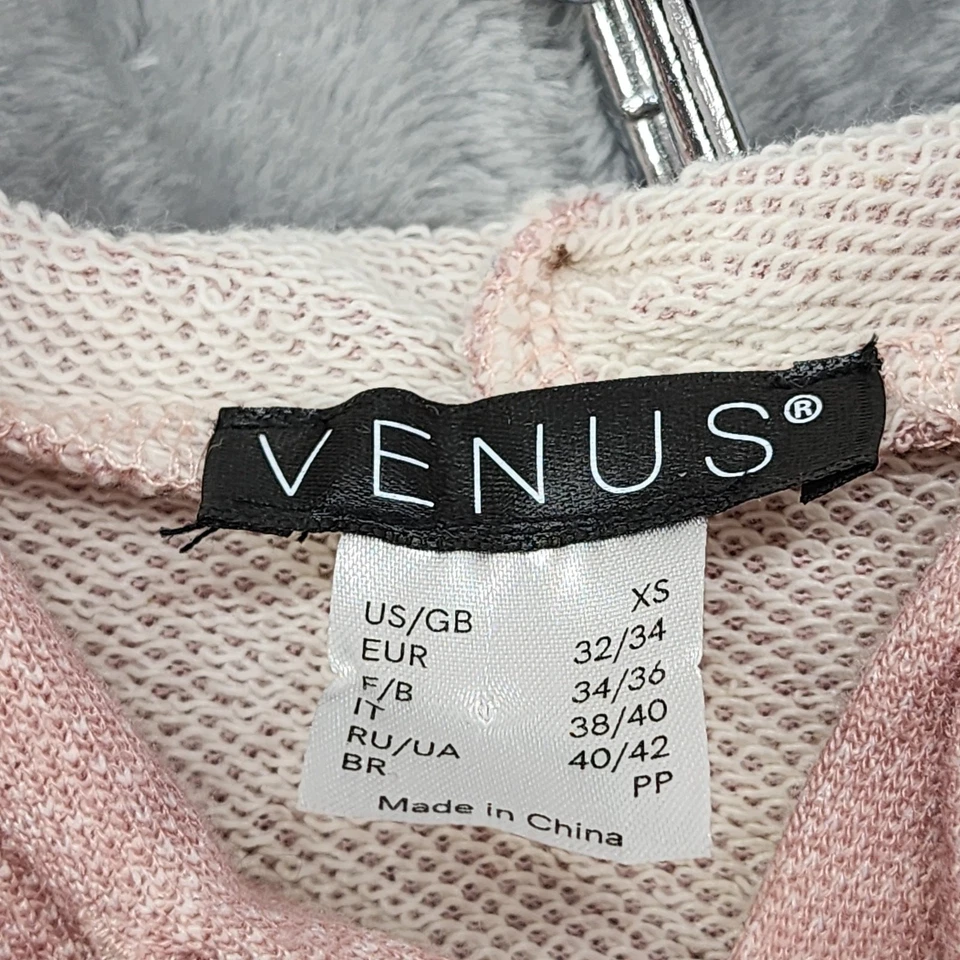 VENUS®
US/GB XS
EUR 32/34
F/B 34/36
IT 38/40
RU/UA 40/42
BR PP
Made in China